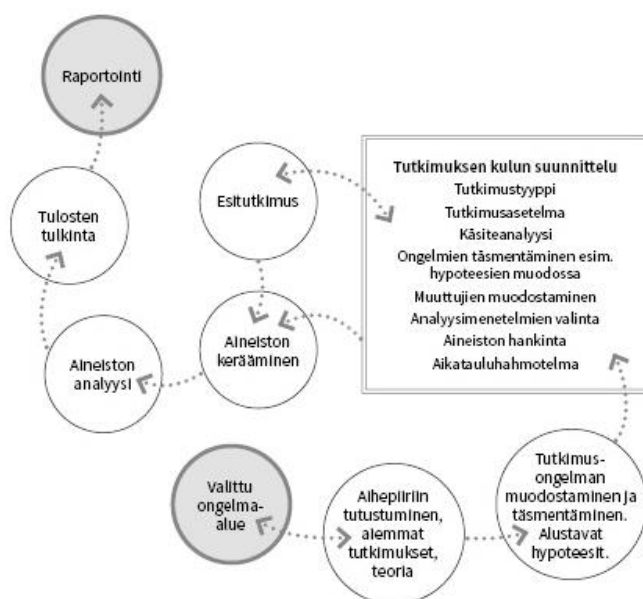 Raportointi
Tulosten
tulkinta
Esitutkimus
Tutkimuksen kulun suunnittelu
Tutkimustyyppi
Tutkimusasetelma
Käsiteanalyysi
Ongelmien täsmentäminen esim.
hypoteesien muodossa
Muuttujien muodostaminen
Analyysimenetelmien valinta
Aineiston hankinta
Aikatauluhahmotelma
Aineiston
analyysi
Aineiston
kerääminen
Valittu
ongelma-
alue
Aihepiiriin
tutustuminen,
aiemmat
tutkimukset,
teoria
Tutkimus-
ongelman
muodostaminen ja
täsmentäminen.
Alustavat
hypoteesit.